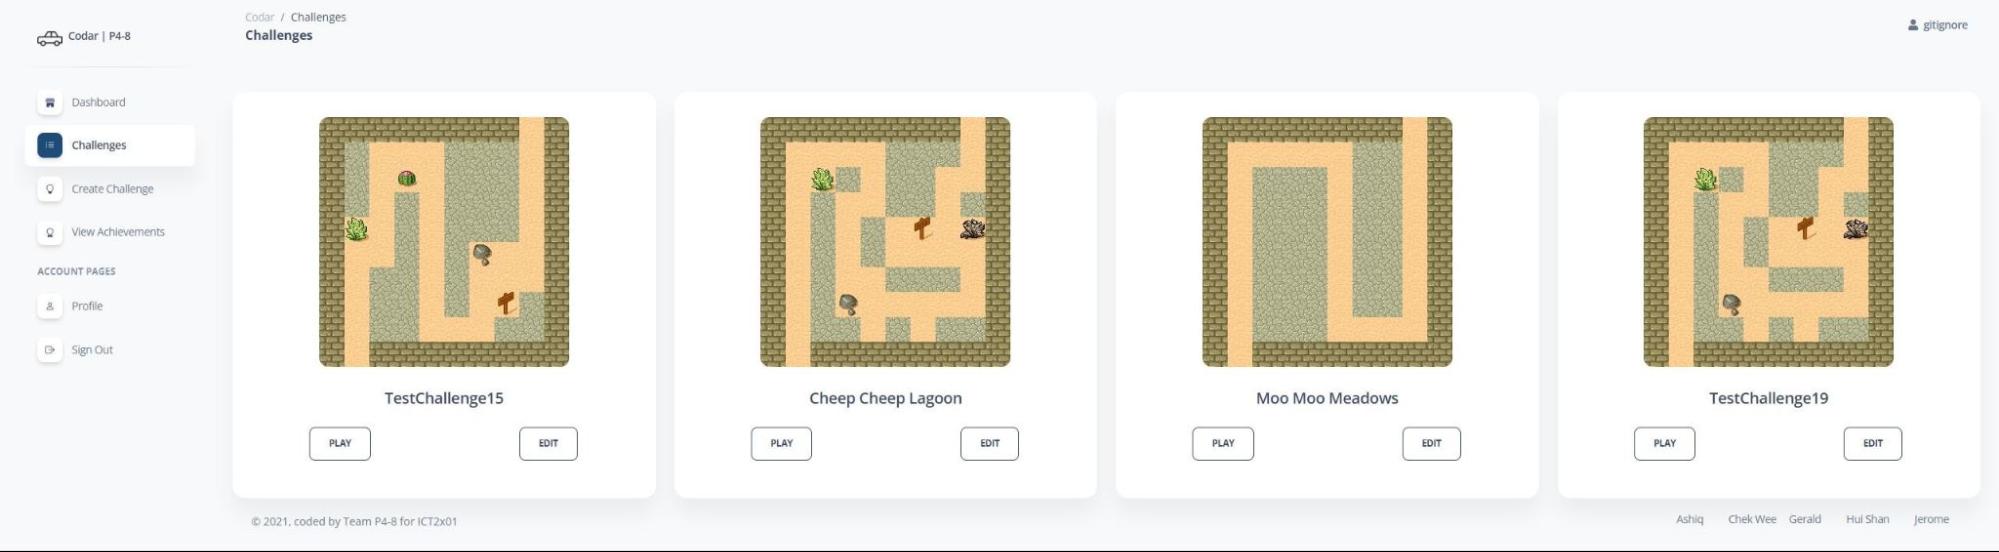 Codar | P4-8
Dashboard
Challenges
Create Challenge
View Achievements
ACCOUNT PAGES
Profile
Sign Out
Codar / Challenges
Challenges
gitignore
TestChallenge15
PLAY EDIT
Cheep Cheep Lagoon
PLAY EDIT
Moo Moo Meadows
PLAY EDIT
TestChallenge19
PLAY EDIT
© 2021, coded by Team P4-8 for ICT2x01
Ashiq Chek Wee Gerald Hui Shan Jerome